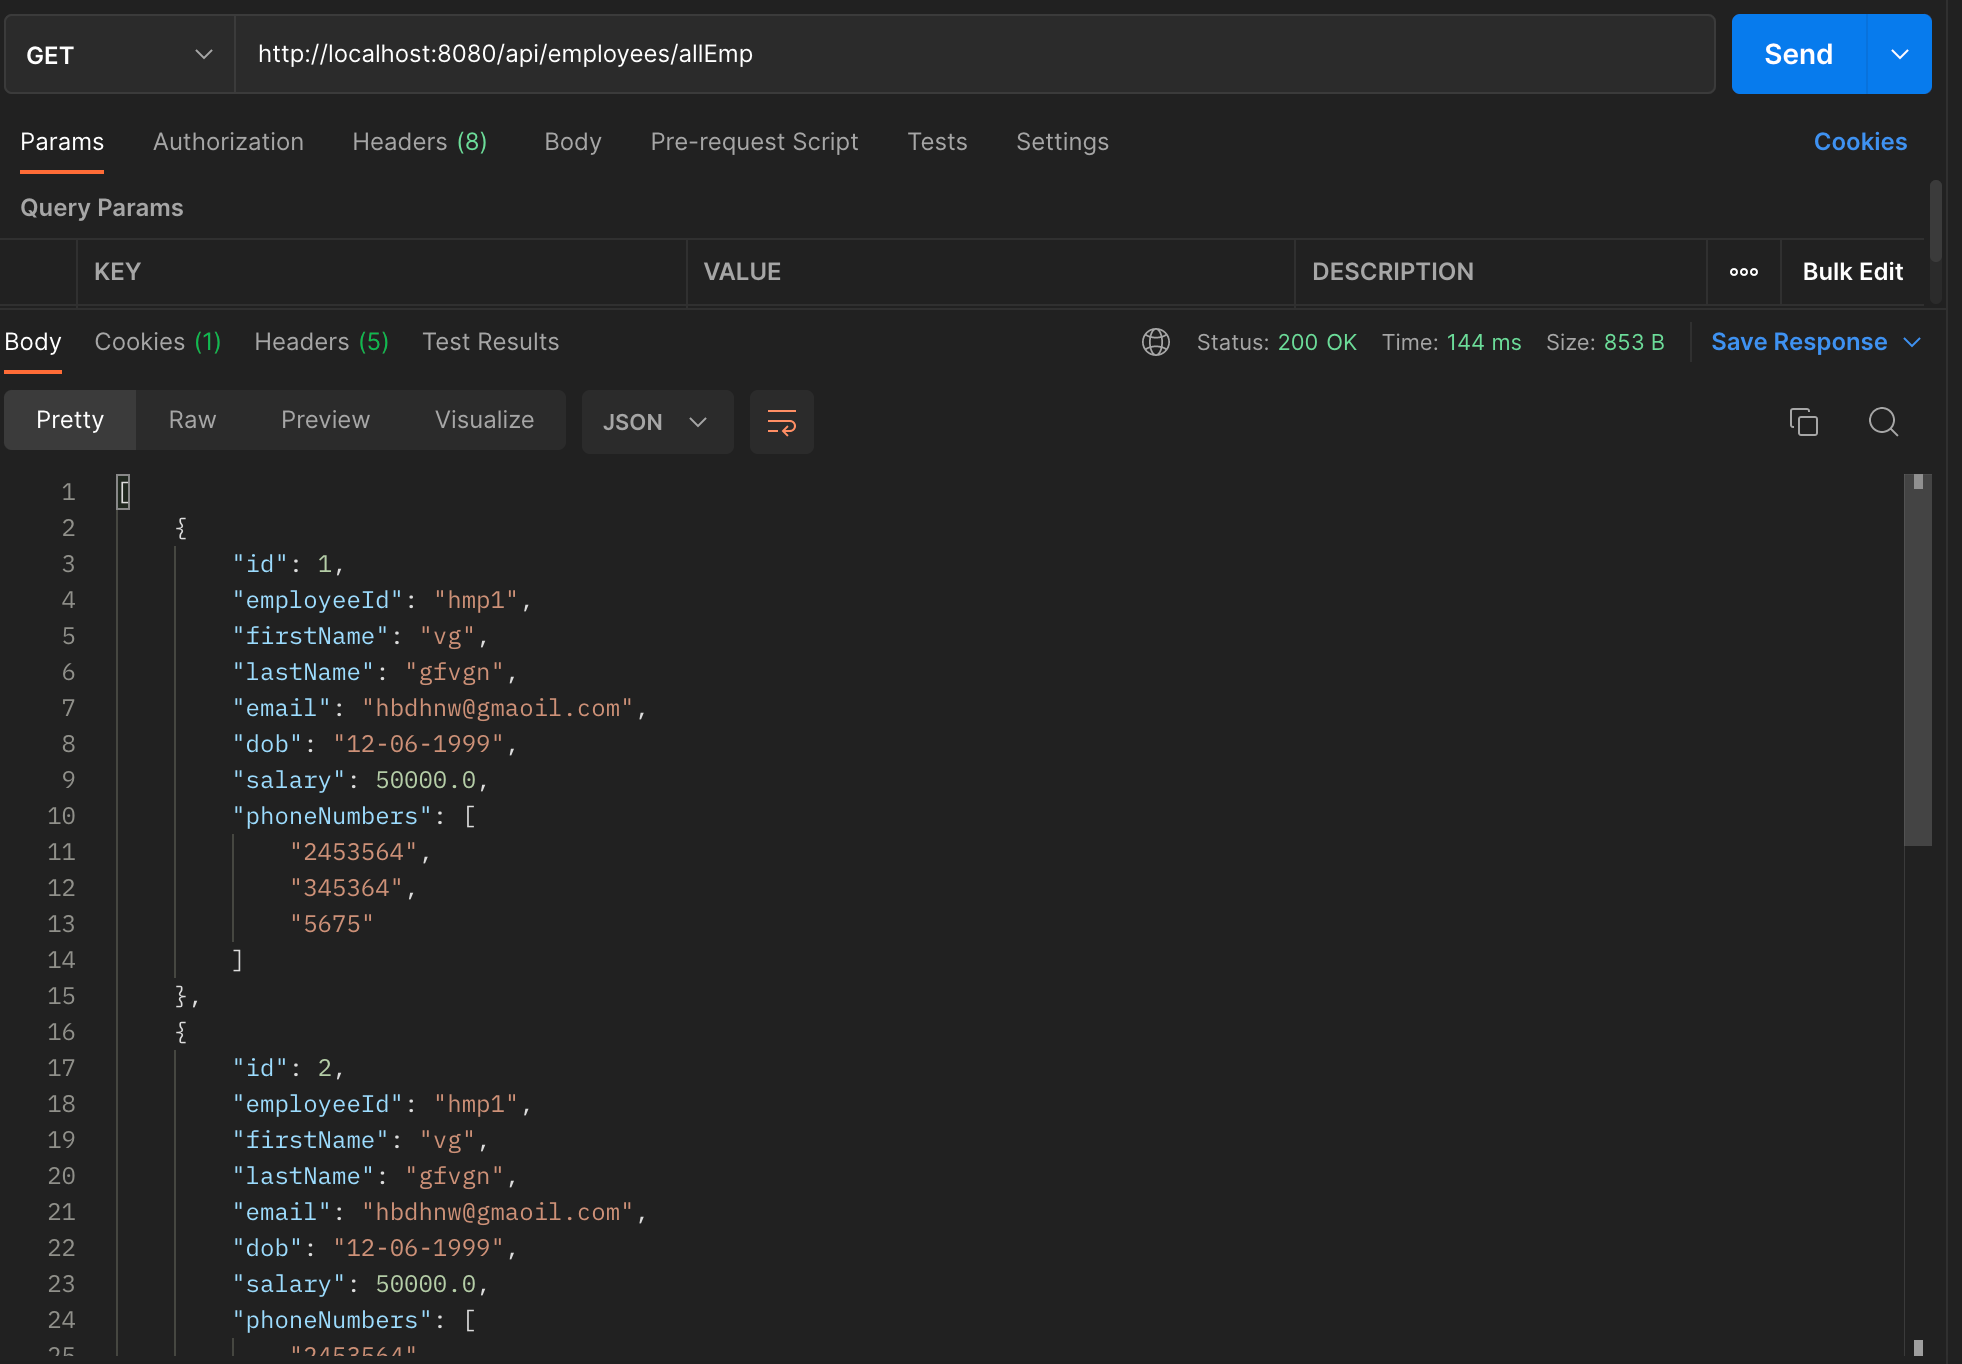 GET http://localhost:8080/api/employees/allEmp Send
Params Authorization Headers (8) Body Pre-request Script Tests Settings Cookies
Query Params
KEY VALUE DESCRIPTION ooo Bulk Edit
Body Cookies (1) Headers (5) Test Results Status: 200 OK Time: 144 ms Size: 853 B Save Response
Pretty Raw Preview Visualize JSON
1 [
2 {
3 "id": 1,
4 "employeeId": "hmp1",
5 "firstName": "vg",
6 "lastName": "gfvgn",
7 "email": "hbdhnw@gmaoil.com",
8 "dob": "12-06-1999",
9 "salary": 50000.0,
10 "phoneNumbers": [
11 "2453564",
12 "345364",
13 "5675"
14 ]
15 },
16 {
17 "id": 2,
18 "employeeId": "hmp1",
19 "firstName": "vg",
20 "lastName": "gfvgn",
21 "email": "hbdhnw@gmaoil.com",
22 "dob": "12-06-1999",
23 "salary": 50000.0,
24 "phoneNumbers": [
25 "2453564"